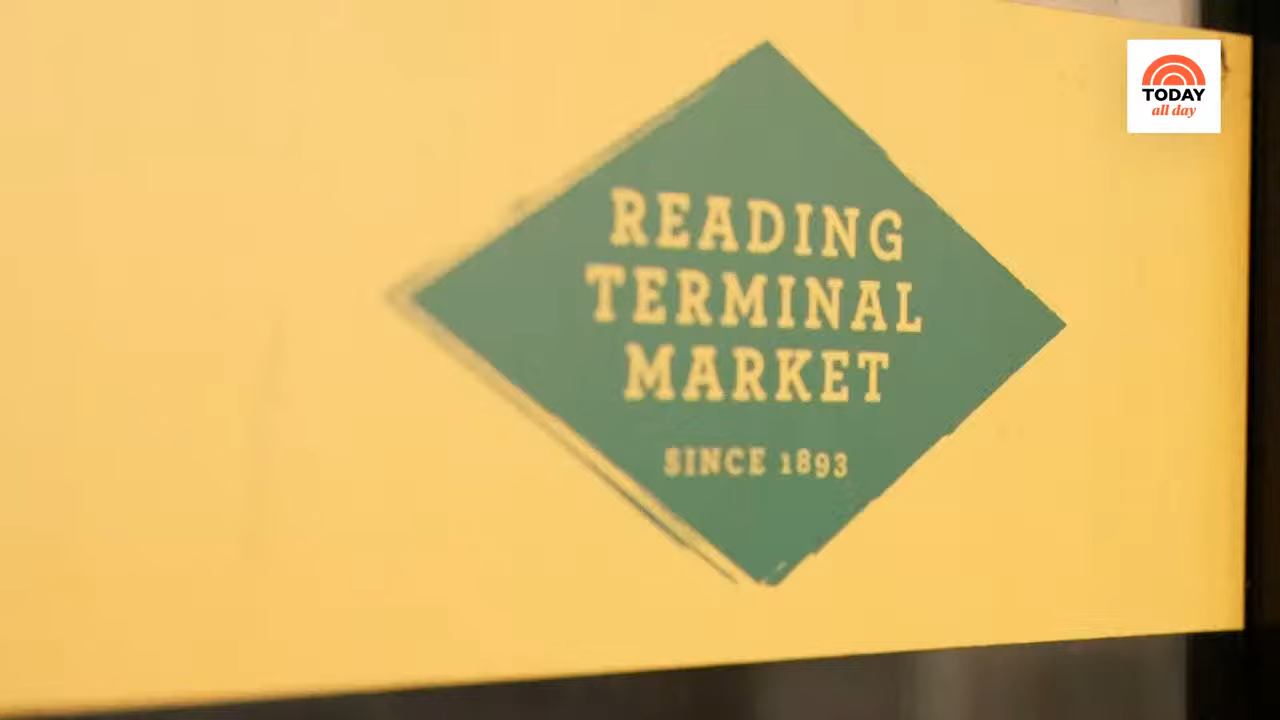 READING
TERMINAL
MARKET
SINCE 1893
TODAY
all day